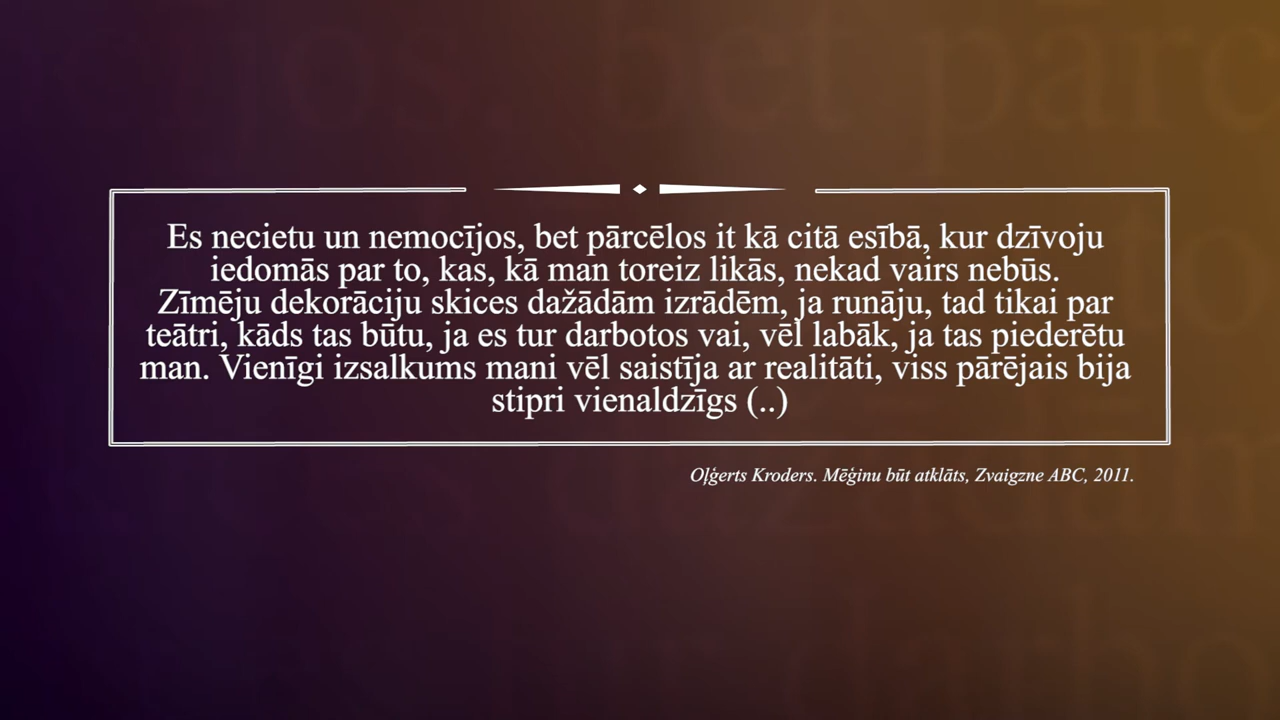 Es necietu un nemocījos, bet pārcēlos it kā citā esībā, kur dzīvoju
iedomās par to, kas, kā man toreiz likās, nekad vairs nebūs.
Zīmēju dekorāciju skices dažādām izrādēm, ja runāju, tad tikai par
teātri, kāds tas būtu, ja es tur darbotos vai, vēl labāk, ja tas piederētu
man. Vienīgi izsalkums mani vēl saistīja ar realitāti, viss pārējais bija
stipri vienaldzīgs (..)
Oļģerts Kroders. Mēģinu būt atklāts, Zvaigzne ABC, 2011.